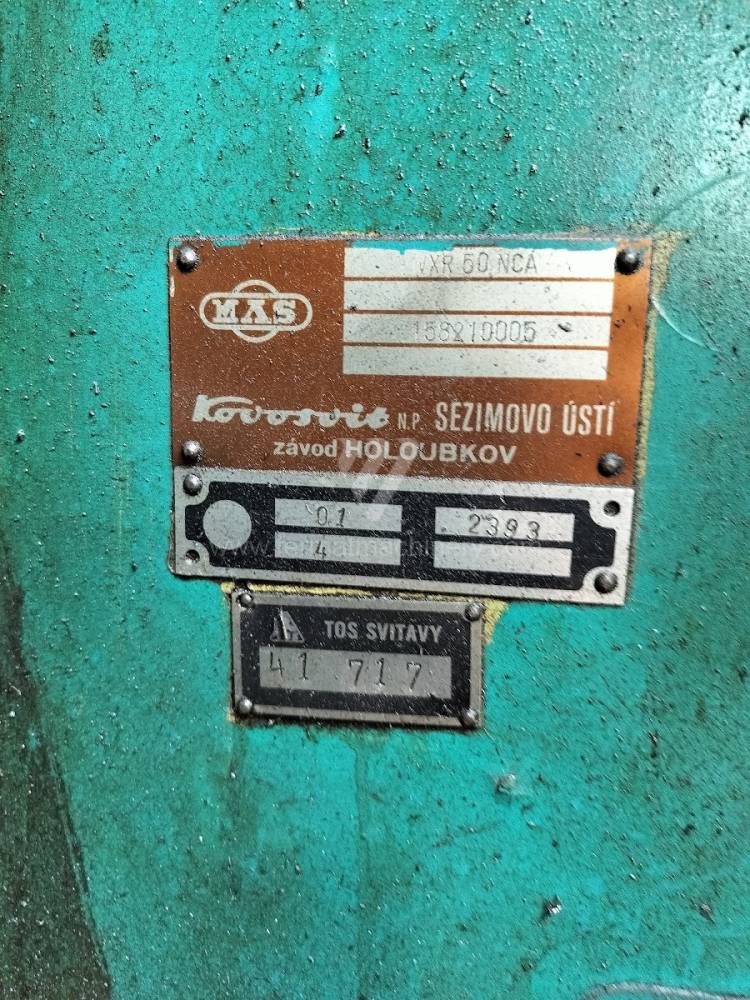 VXR 50 NCA
MAS
158210005
Kovosvit N.P. SEZIMOVO ÚSTÍ
závod HOLOUBKOV
01 2393
4
TOS SVITAVY
41 717